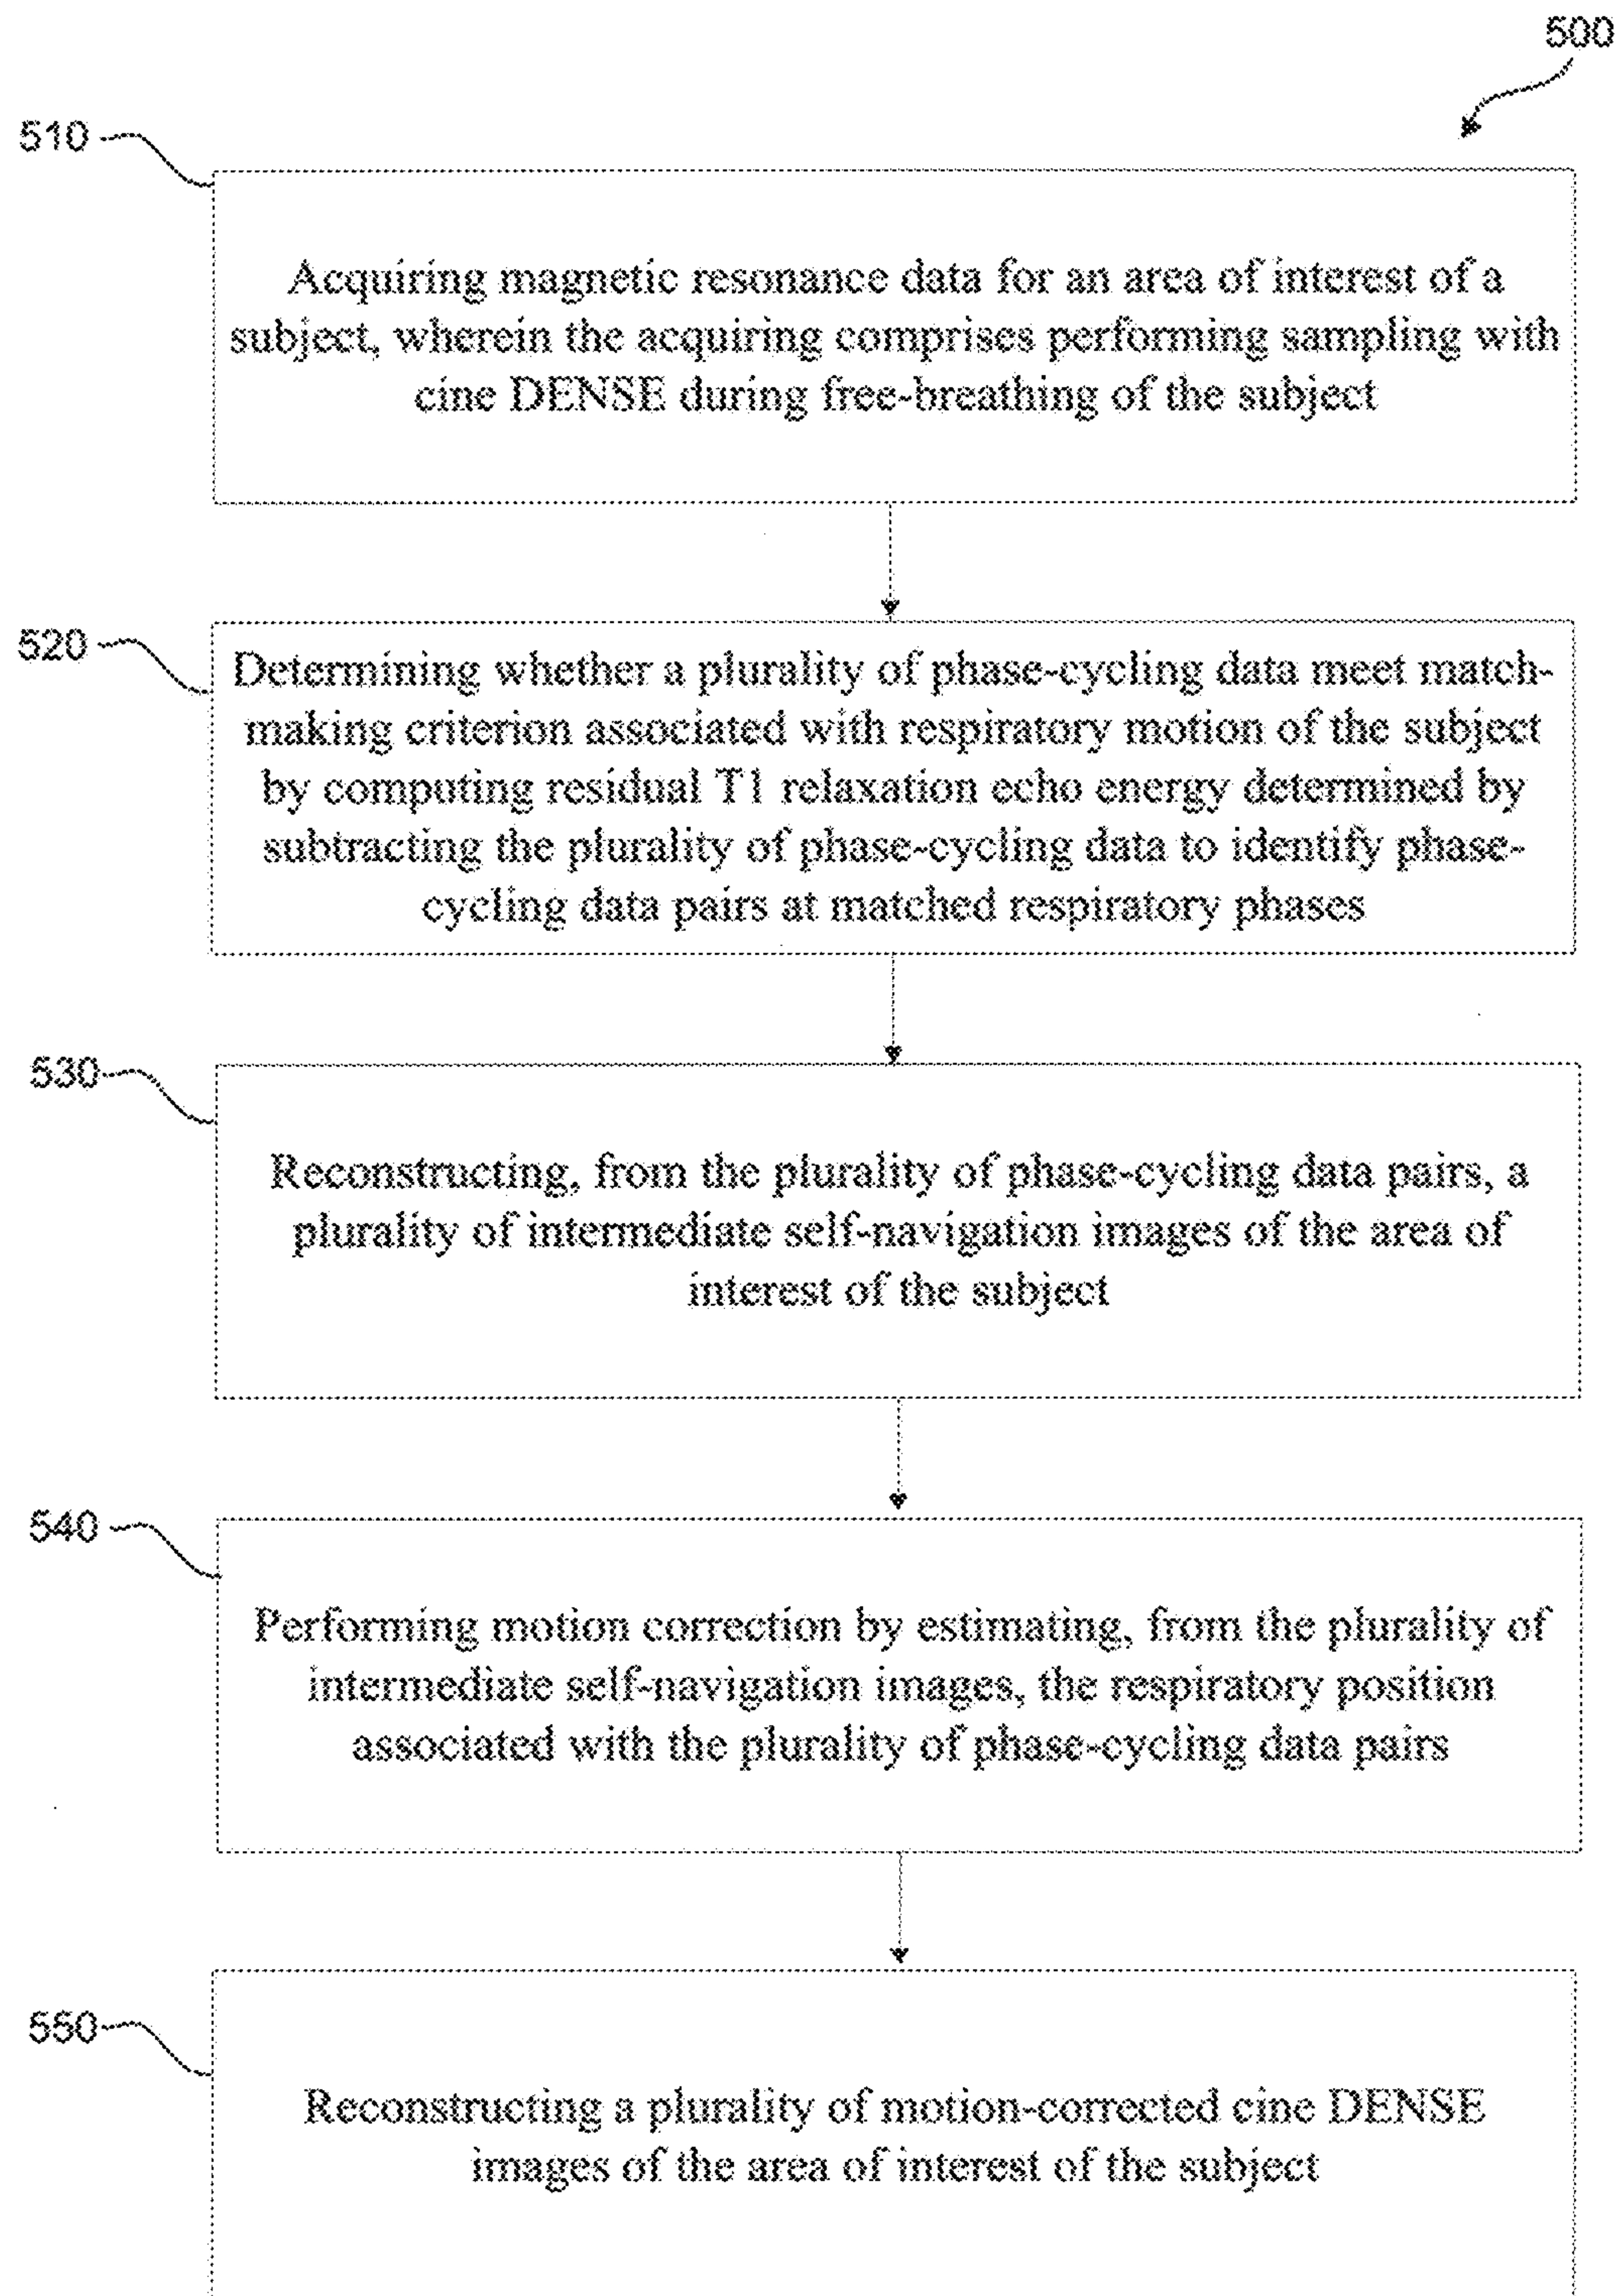 500
510
Acquiring magnetic resonance data for an area of interest of a
subject, wherein the acquiring comprises performing sampling with
cine DENSE during free-breathing of the subject
520
Determining whether a plurality of phase-cycling data meet match-
making criterion associated with respiratory motion of the subject
by computing residual T1 relaxation echo energy determined by
subtracting the plurality of phase-cycling data to identify phase-
cycling data pairs at matched respiratory phases
530
Reconstructing, from the plurality of phase-cycling data pairs, a
plurality of intermediate self-navigation images of the area of
interest of the subject
540
Performing motion correction by estimating, from the plurality of
intermediate self-navigation images, the respiratory position
associated with the plurality of phase-cycling data pairs
550
Reconstructing a plurality of motion-corrected cine DENSE
images of the area of interest of the subject